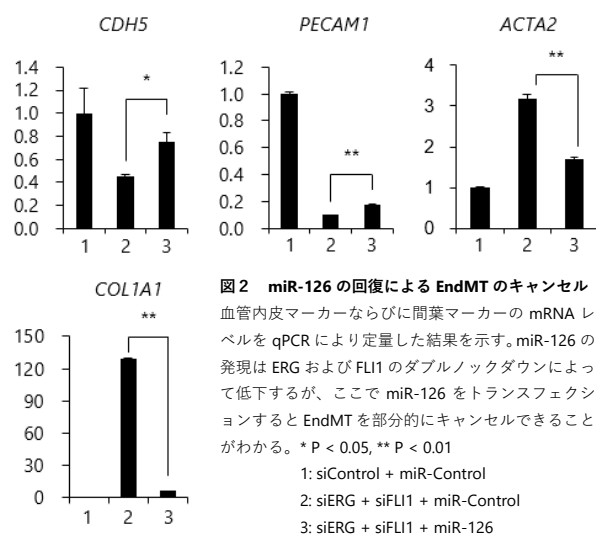 CDH5
1.4
1.2
1.0
0.8
0.6
0.4
0.2
0.0
*
1 2 3
PECAM1
1.2
1.0
0.8
0.6
0.4
0.2
0.0
**
1 2 3
ACTA2
4
3
2
1
0
**
1 2 3
COL1A1
150
120
90
60
30
0
**
1 2 3
図2 miR-126 の回復による EndMT のキャンセル
血管内皮マーカーならびに間葉マーカーの mRNA レ
ベルを qPCR により定量した結果を示す。miR-126 の
発現は ERG および FLI1 のダブルノックダウンによっ
て低下するが、ここで miR-126 をトランスフェクシ
ョンすると EndMT を部分的にキャンセルできること
がわかる。* P < 0.05, ** P < 0.01
1: siControl + miR-Control
2: siERG + siFLI1 + miR-Control
3: siERG + siFLI1 + miR-126